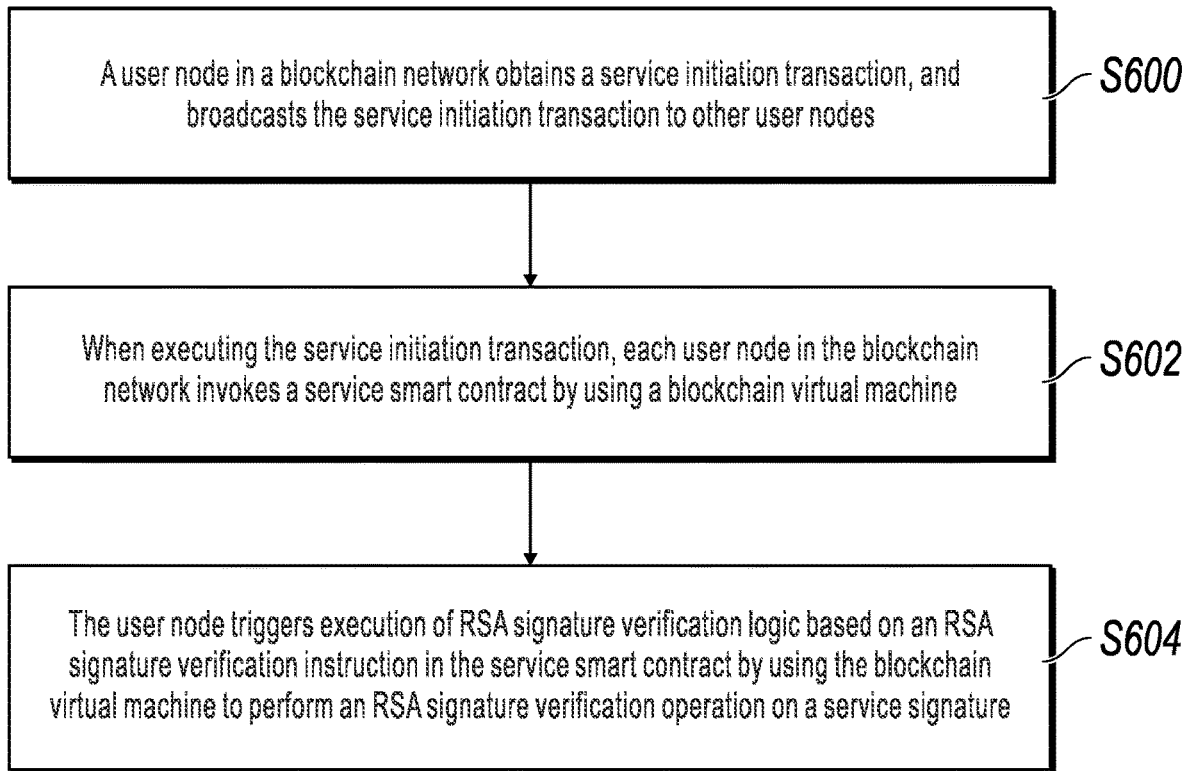 A user node in a blockchain network obtains a service initiation transaction, and
broadcasts the service initiation transaction to other user nodes
S600
When executing the service initiation transaction, each user node in the blockchain
network invokes a service smart contract by using a blockchain virtual machine
S602
The user node triggers execution of RSA signature verification logic based on an RSA
signature verification instruction in the service smart contract by using the blockchain
virtual machine to perform an RSA signature verification operation on a service signature
S604